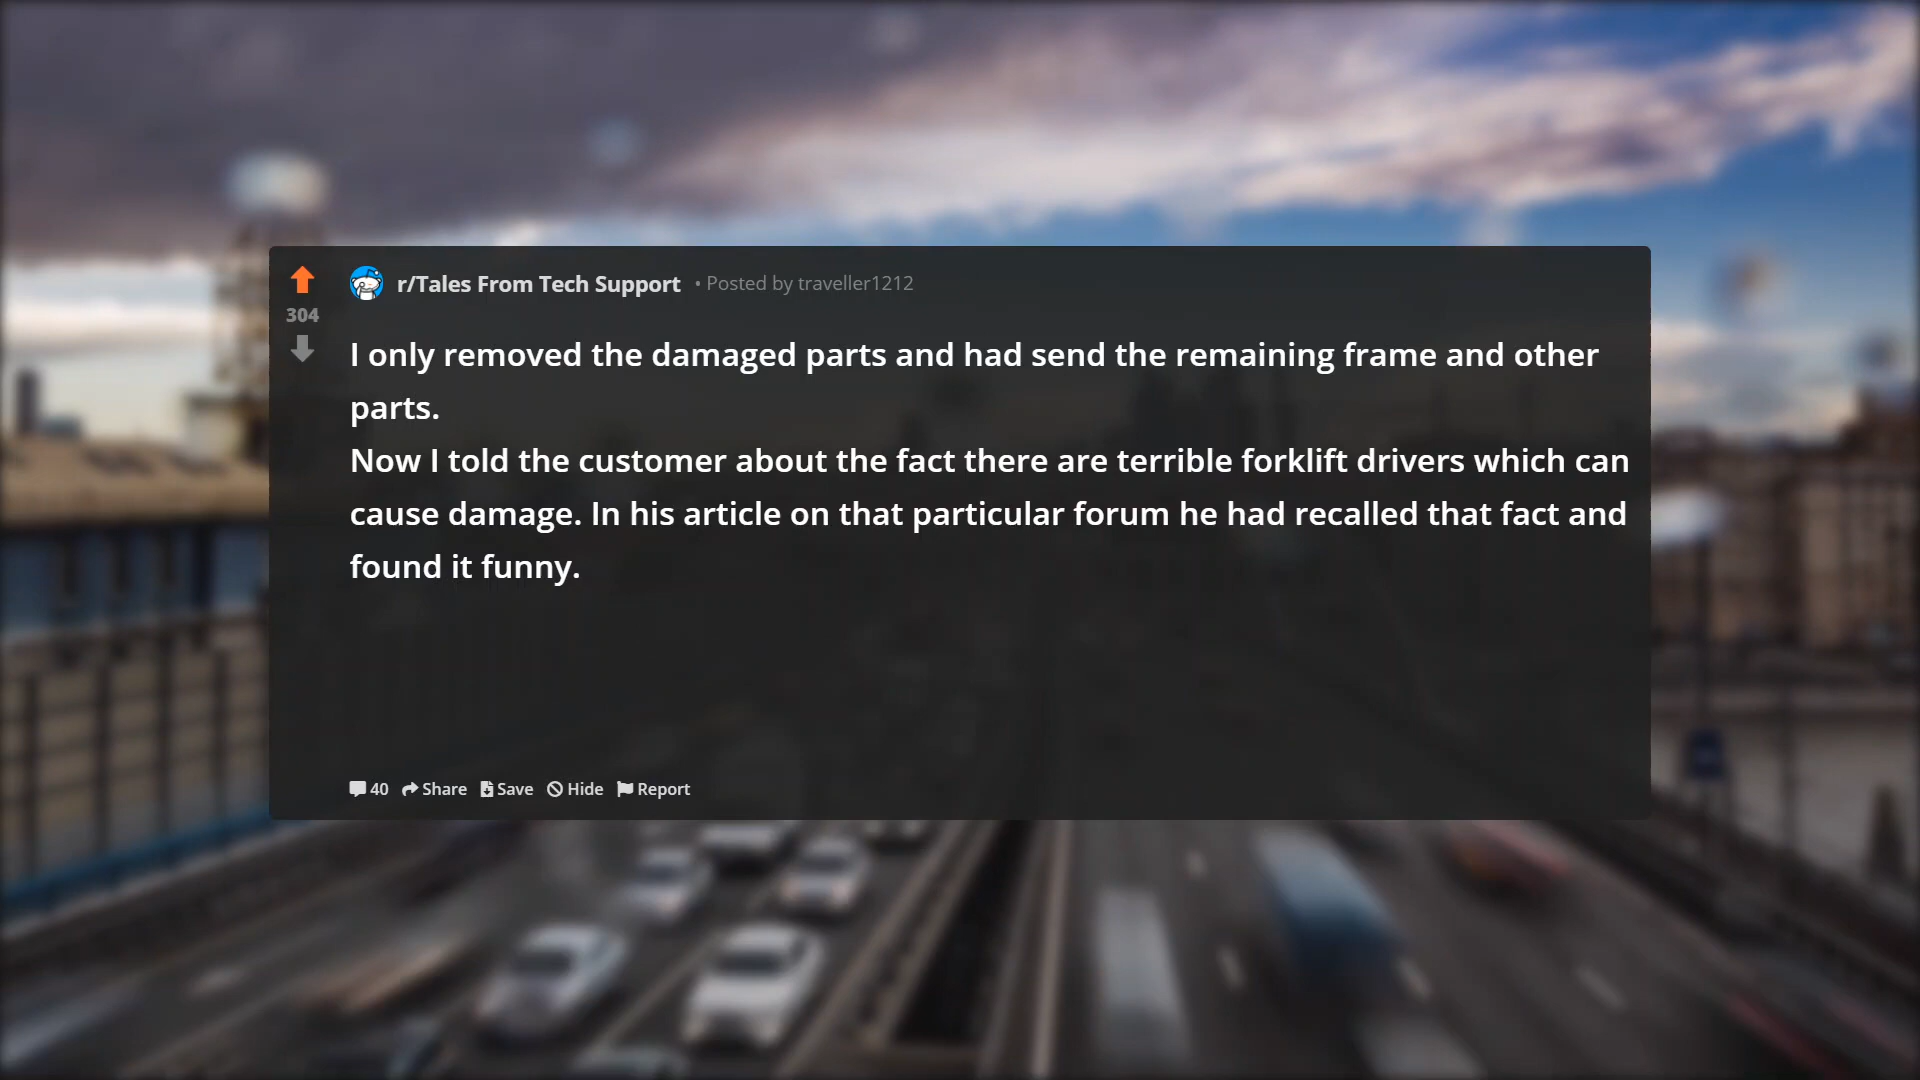 r/Tales From Tech Support • Posted by traveller1212
304
I only removed the damaged parts and had send the remaining frame and other
parts.
Now I told the customer about the fact there are terrible forklift drivers which can
cause damage. In his article on that particular forum he had recalled that fact and
found it funny.
40 Share Save Hide Report